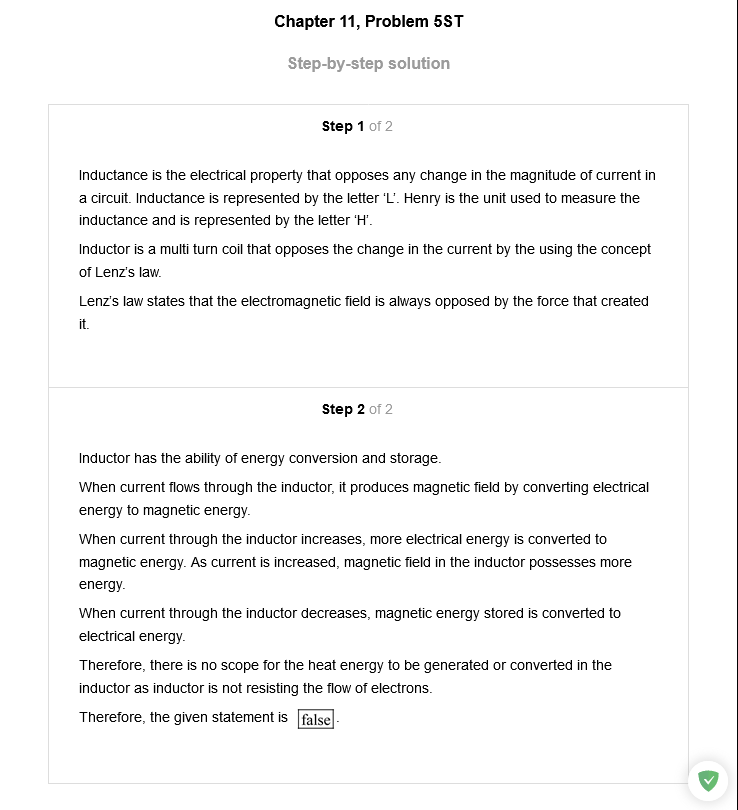 Chapter 11, Problem 5ST
Step-by-step solution
Step 1 of 2
Inductance is the electrical property that opposes any change in the magnitude of current in
a circuit. Inductance is represented by the letter ‘L’. Henry is the unit used to measure the
inductance and is represented by the letter ‘H’.
Inductor is a multi turn coil that opposes the change in the current by the using the concept
of Lenz’s law.
Lenz’s law states that the electromagnetic field is always opposed by the force that created
it.
Step 2 of 2
Inductor has the ability of energy conversion and storage.
When current flows through the inductor, it produces magnetic field by converting electrical
energy to magnetic energy.
When current through the inductor increases, more electrical energy is converted to
magnetic energy. As current is increased, magnetic field in the inductor possesses more
energy.
When current through the inductor decreases, magnetic energy stored is converted to
electrical energy.
Therefore, there is no scope for the heat energy to be generated or converted in the
inductor as inductor is not resisting the flow of electrons.
Therefore, the given statement is false.